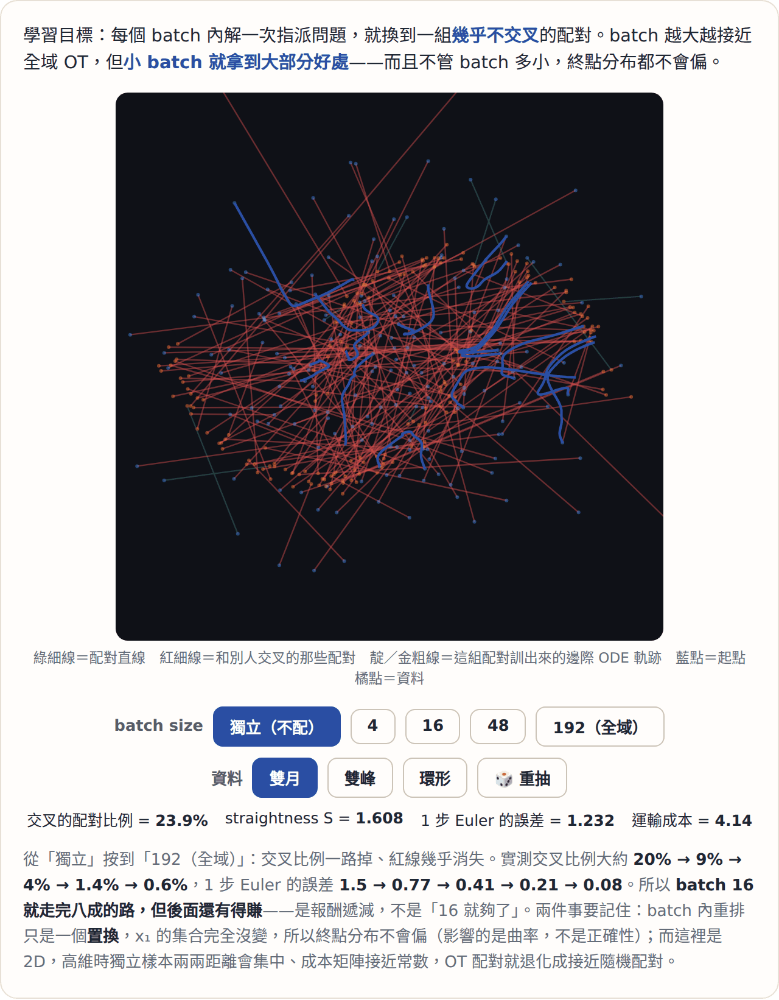 學習目標：每個 batch 內解一次指派問題，就換到一組幾乎不交叉的配對。batch 越大越接近
全域 OT，但小 batch 就拿到大部分好處——而且不管 batch 多小，終點分布都不會偏。
綠細線＝配對直線　紅細線＝和別人交叉的那些配對　靛／金粗線＝這組配對訓出來的邊際 ODE 軌跡　藍點＝起點
橘點＝資料
batch size 獨立（不配） 4 16 48 192（全域）
資料 雙月 雙峰 環形 🎲 重抽
交叉的配對比例 = 23.9% straightness S = 1.608 1 步 Euler 的誤差 = 1.232 運輸成本 = 4.14
從「獨立」按到「192（全域）」：交叉比例一路掉、紅線幾乎消失。實測交叉比例大約 20% → 9% →
4% → 1.4% → 0.6%，1 步 Euler 的誤差 1.5 → 0.77 → 0.41 → 0.21 → 0.08。所以 batch 16
就走完八成的路，但後面還有得賺——是報酬遞減，不是「16 就夠了」。兩件事要記住：batch 內重排
只是一個置換，x₁ 的集合完全沒變，所以終點分布不會偏（影響的是曲率，不是正確性）；而這裡是
2D，高維時獨立樣本兩兩距離會集中、成本矩陣接近常數，OT 配對就退化成接近隨機配對。